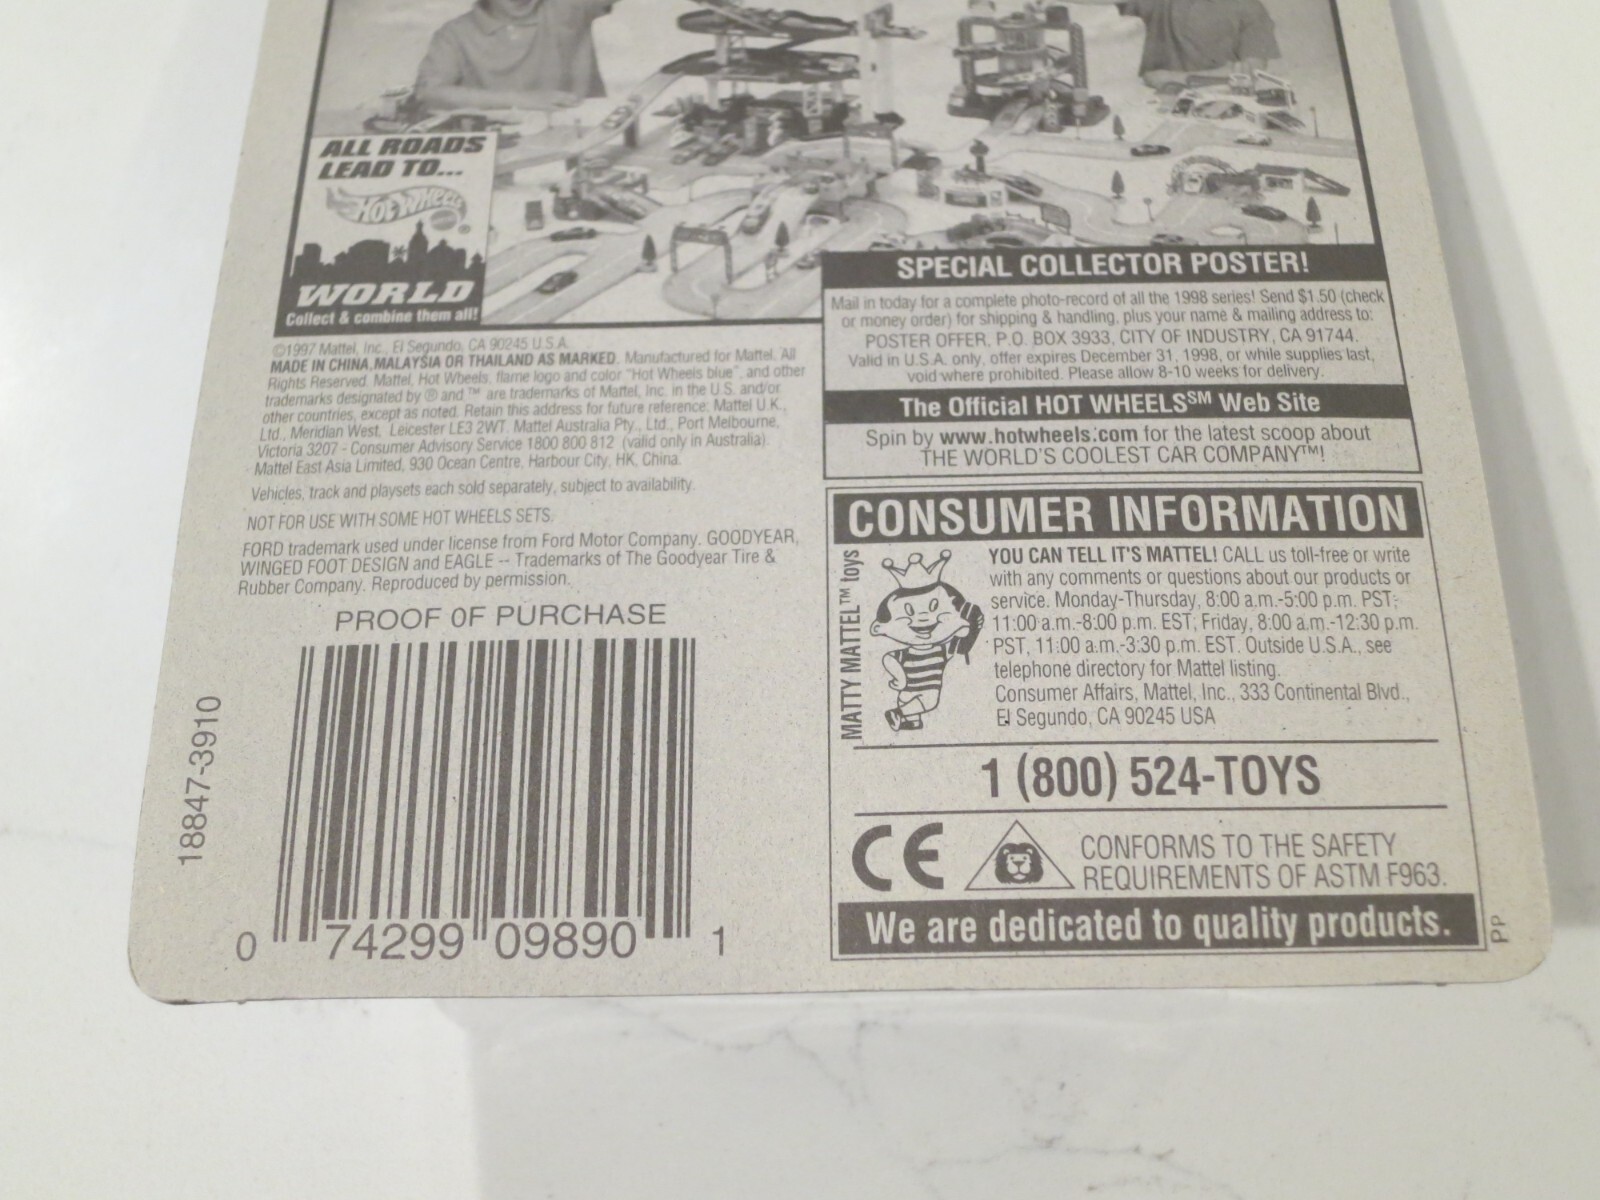 ALL ROADS
LEAD TO...
HOT WHEELS
WORLD
Collect & combine them all!
©1997 Mattel, Inc., El Segundo, CA 90245 U.S.A.
MADE IN CHINA, MALAYSIA OR THAILAND AS MARKED. Manufactured for Mattel. All
Rights Reserved. Mattel, Hot Wheels, flame logo and color "Hot Wheels blue", and other
trademarks designated by ® and ™ are trademarks of Mattel, Inc. in the U.S. and/or
other countries, except as noted. Retain this address for future reference: Mattel U.K.,
Ltd., Meridian West, Leicester LE3 2WT. Mattel Australia Pty., Ltd., Port Melbourne,
Victoria 3207 - Consumer Advisory Service 1800 800 812 (valid only in Australia).
Mattel East Asia Limited, 930 Ocean Centre, Harbour City, HK, China.
Vehicles, track and playsets each sold separately, subject to availability.
NOT FOR USE WITH SOME HOT WHEELS SETS.
FORD trademark used under license from Ford Motor Company. GOODYEAR,
WINGED FOOT DESIGN and EAGLE -- Trademarks of The Goodyear Tire &
Rubber Company. Reproduced by permission.
PROOF OF PURCHASE
18847-3910
0 74299 09890 1
SPECIAL COLLECTOR POSTER!
Mail in today for a complete photo-record of all the 1998 series! Send $1.50 (check
or money order) for shipping & handling, plus your name & mailing address to:
POSTER OFFER, P.O. BOX 3933, CITY OF INDUSTRY, CA 91744.
Valid in U.S.A. only, offer expires December 31, 1998, or while supplies last,
void where prohibited. Please allow 8-10 weeks for delivery.
The Official HOT WHEELS℠ Web Site
Spin by www.hotwheels.com for the latest scoop about
THE WORLD'S COOLEST CAR COMPANY™!
CONSUMER INFORMATION
MATTY MATTEL™ toys
YOU CAN TELL IT'S MATTEL! CALL us toll-free or write
with any comments or questions about our products or
service. Monday-Thursday, 8:00 a.m.-5:00 p.m. PST;
11:00 a.m.-8:00 p.m. EST; Friday, 8:00 a.m.-12:30 p.m.
PST, 11:00 a.m.-3:30 p.m. EST. Outside U.S.A., see
telephone directory for Mattel listing.
Consumer Affairs, Mattel, Inc., 333 Continental Blvd.,
El Segundo, CA 90245 USA
1 (800) 524-TOYS
CE
CONFORMS TO THE SAFETY
REQUIREMENTS OF ASTM F963.
We are dedicated to quality products.
PP